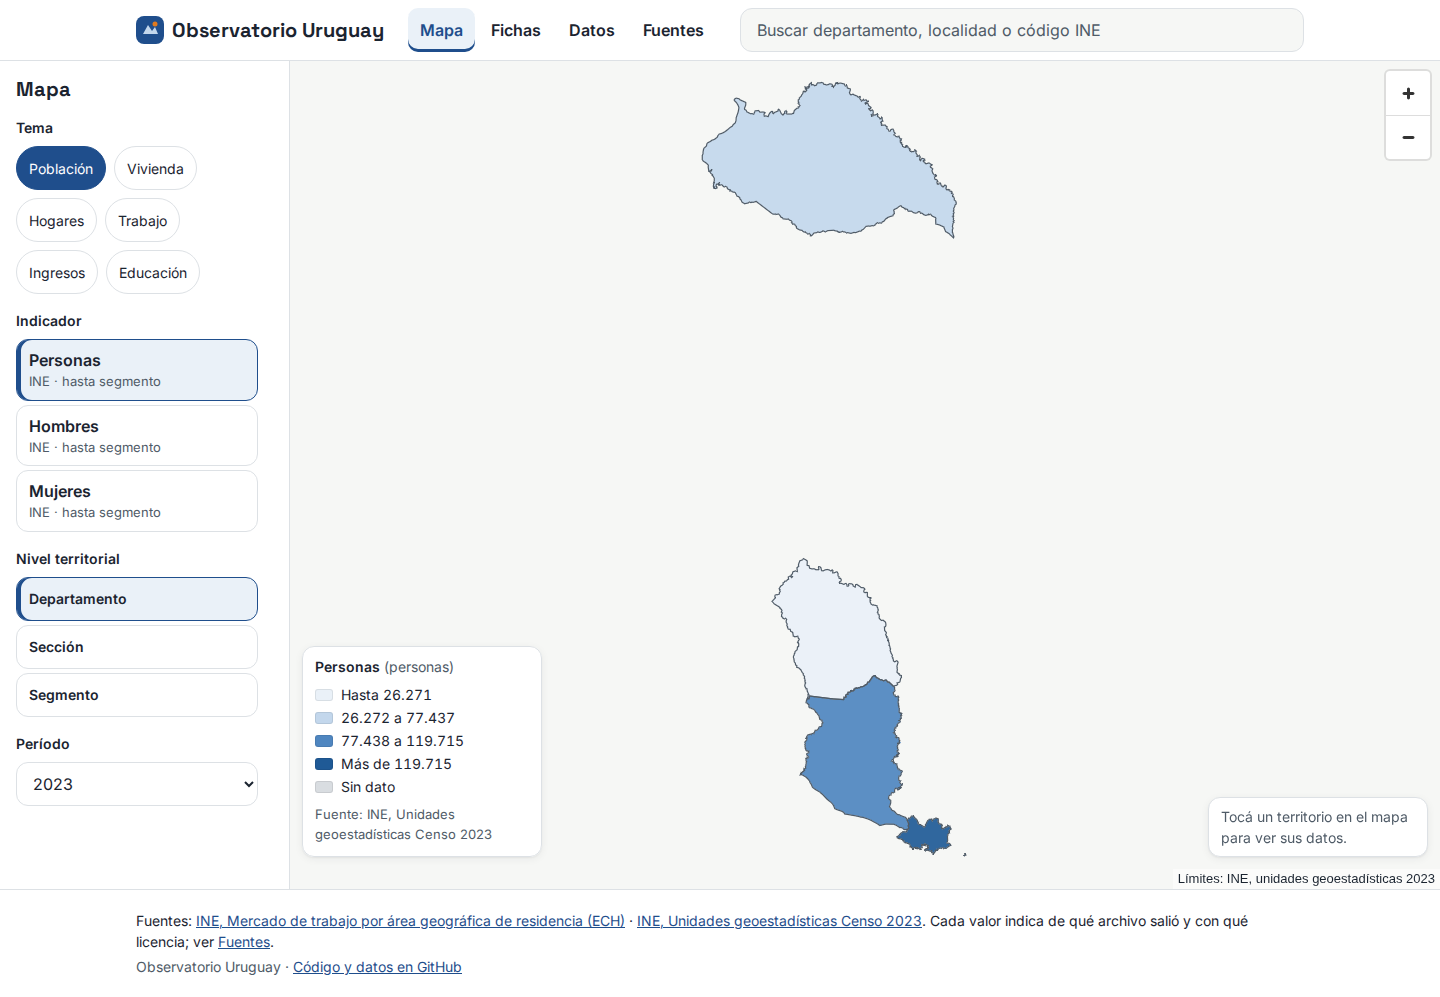 Observatorio Uruguay
Mapa
Fichas
Datos
Fuentes
Buscar departamento, localidad o código INE
Mapa
Tema
Población
Vivienda
Hogares
Trabajo
Ingresos
Educación
Indicador
Personas
INE · hasta segmento
Hombres
INE · hasta segmento
Mujeres
INE · hasta segmento
Nivel territorial
Departamento
Sección
Segmento
Período
2023
+
−
Personas (personas)
Hasta 26.271
26.272 a 77.437
77.438 a 119.715
Más de 119.715
Sin dato
Fuente: INE, Unidades
geoestadísticas Censo 2023
Tocá un territorio en el mapa
para ver sus datos.
Límites: INE, unidades geoestadísticas 2023
Fuentes: INE, Mercado de trabajo por área geográfica de residencia (ECH) · INE, Unidades geoestadísticas Censo 2023. Cada valor indica de qué archivo salió y con qué
licencia; ver Fuentes.
Observatorio Uruguay · Código y datos en GitHub